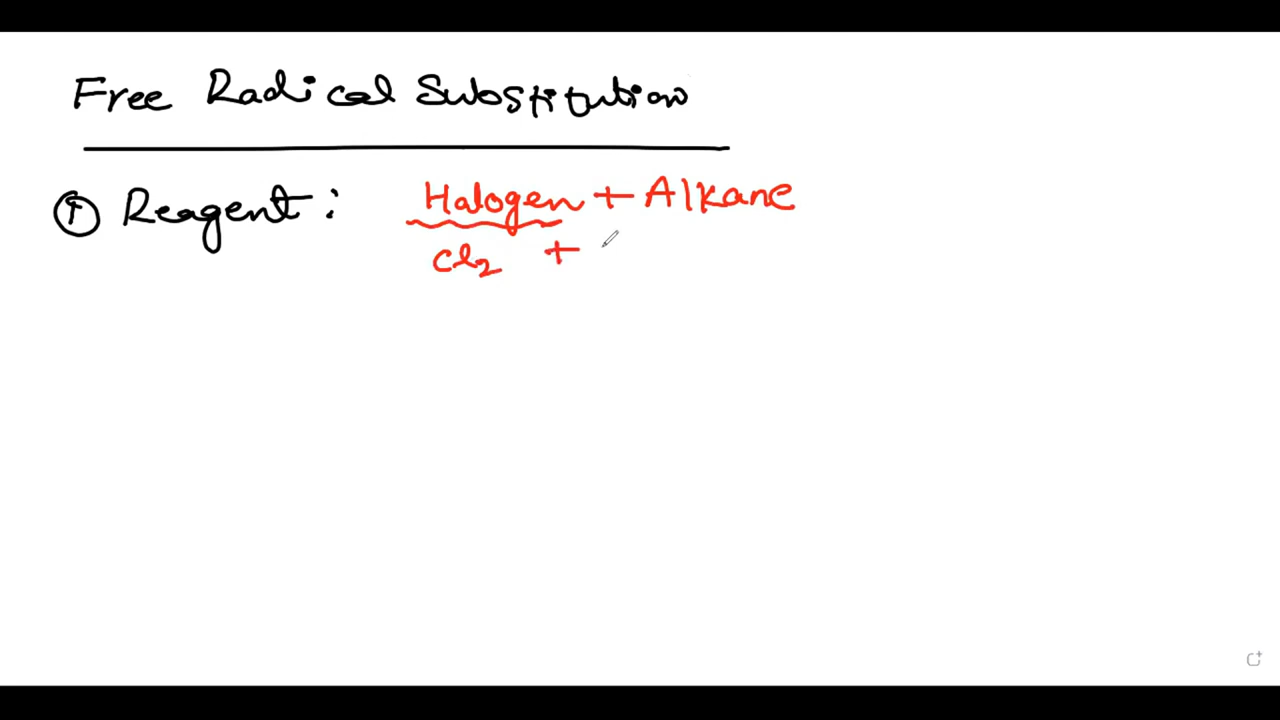 Free Radical Substitution
① Reagent : Halogen + Alkane
Cl₂ +